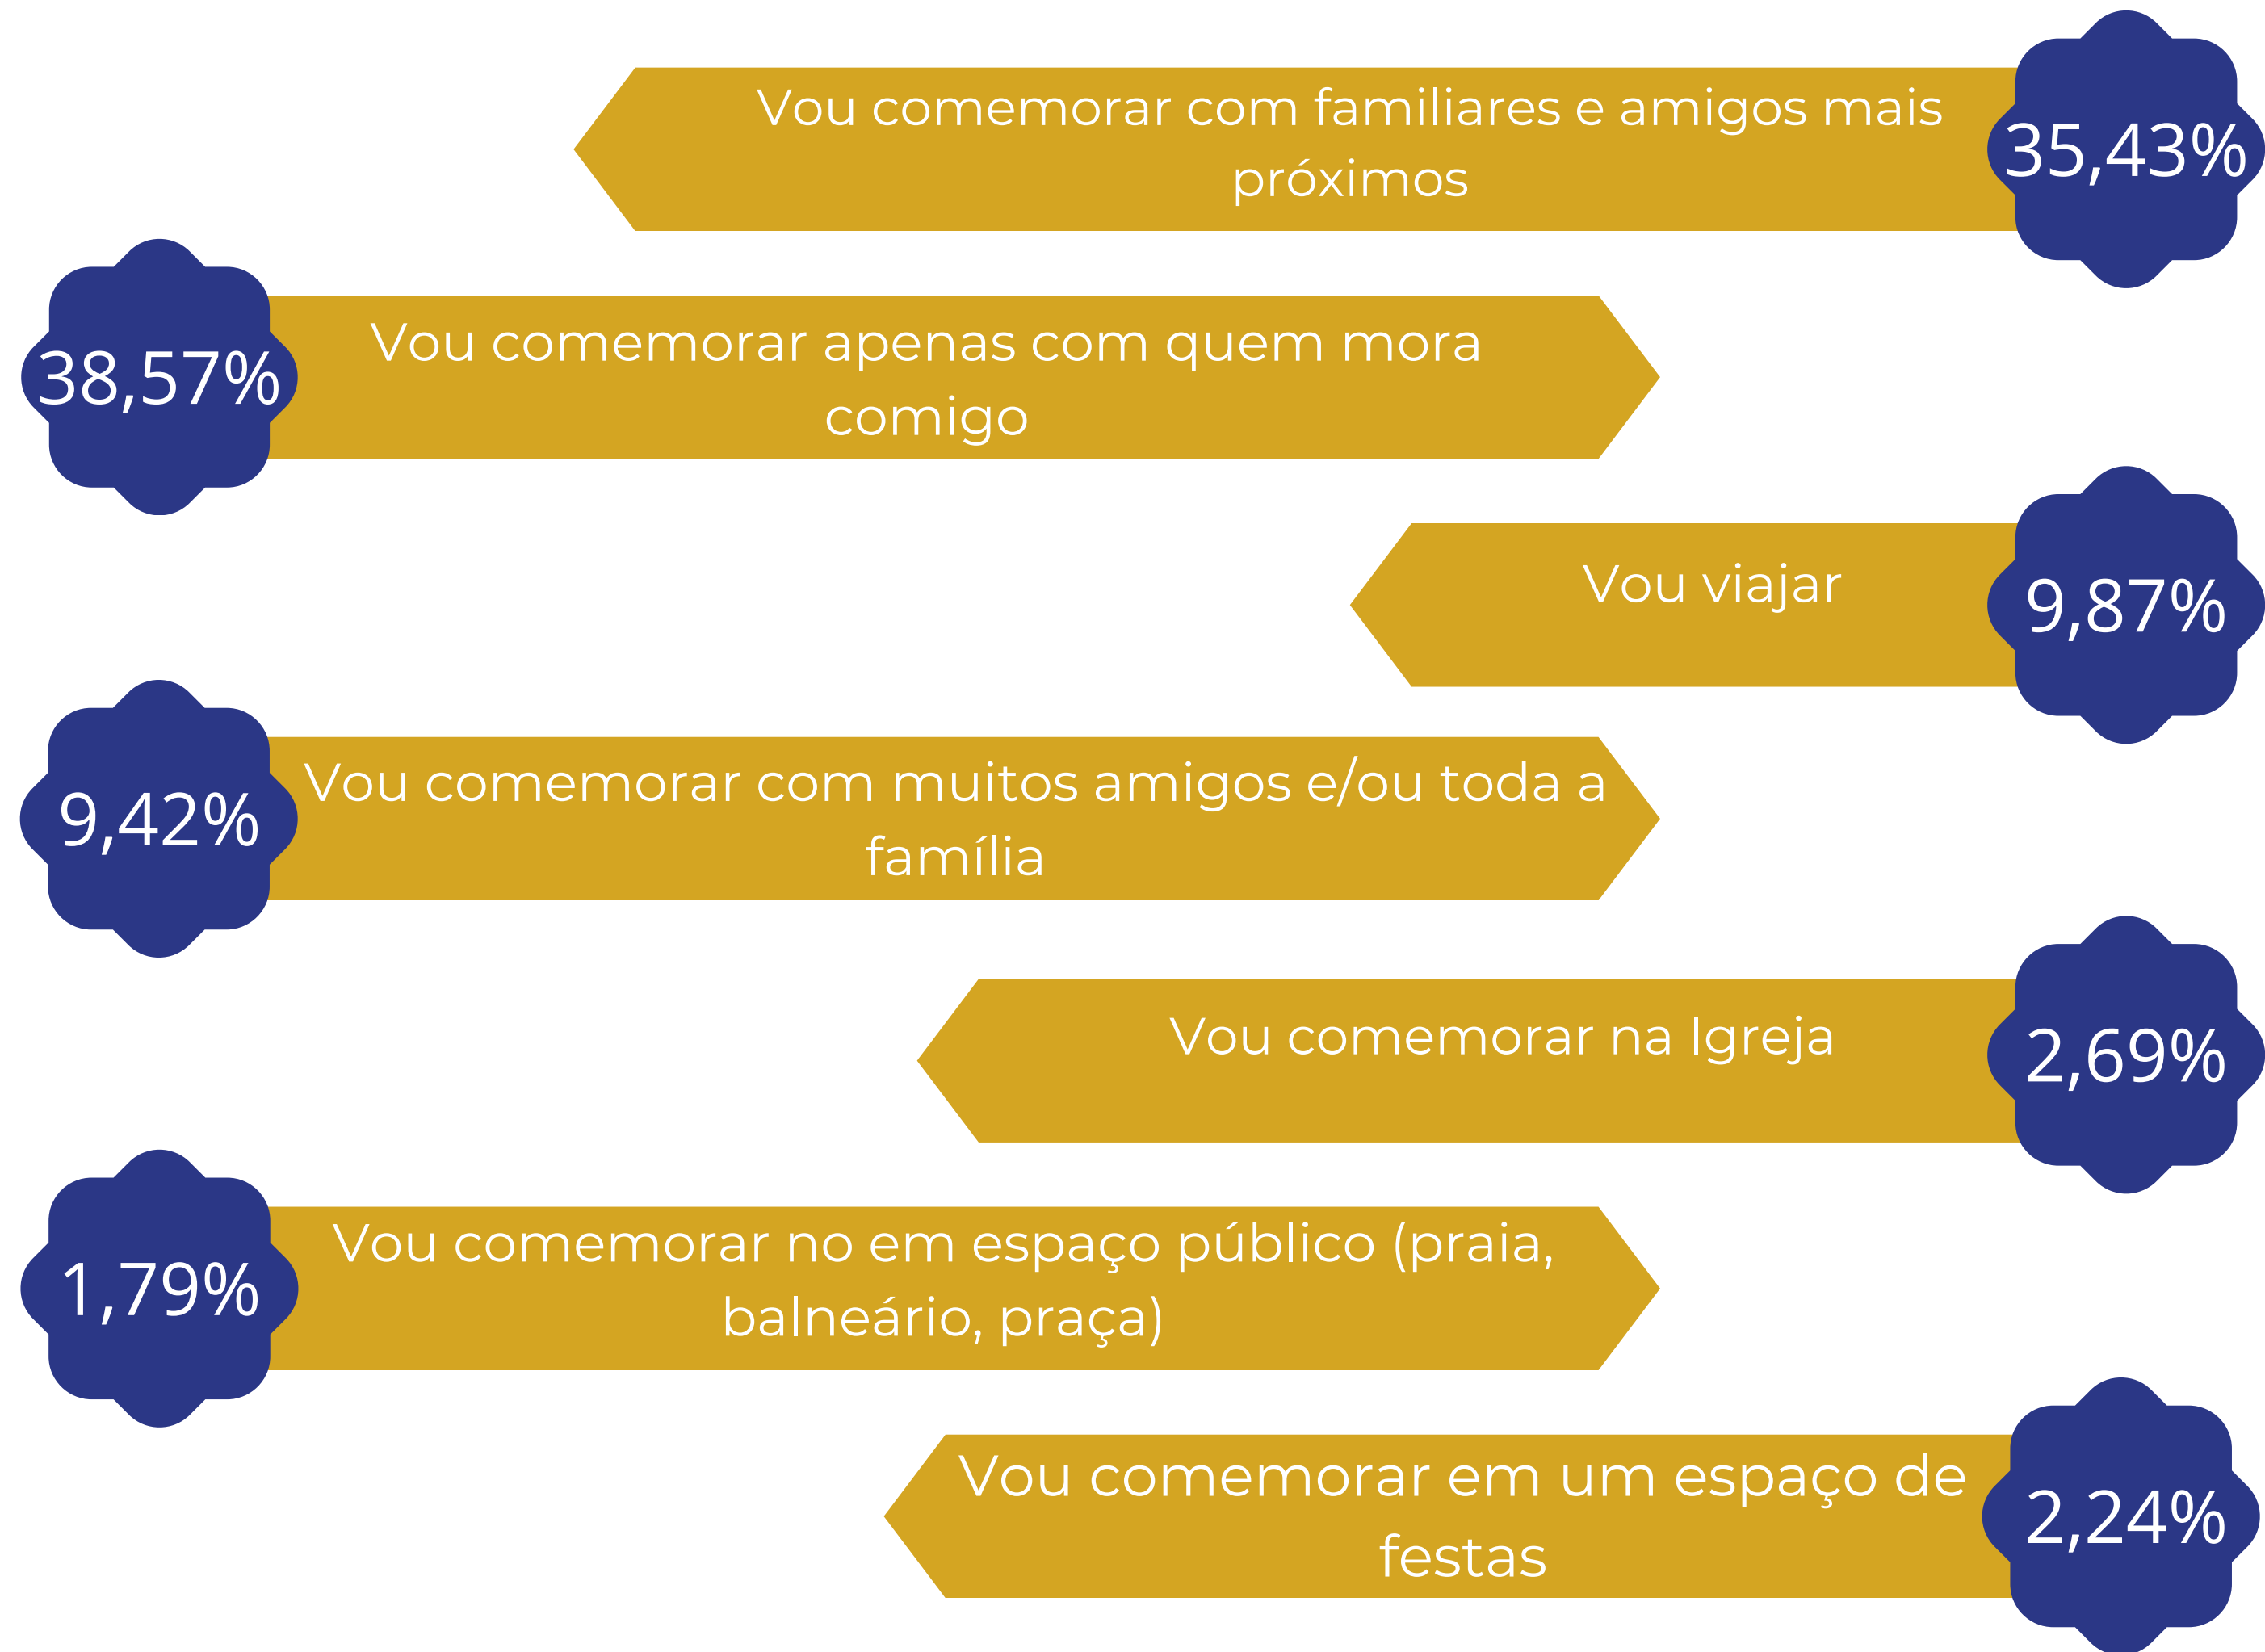 Vou comemorar com familiares e amigos mais
próximos
35,43%
38,57%
Vou comemorar apenas com quem mora
comigo
Vou viajar
9,87%
9,42%
Vou comemorar com muitos amigos e/ou toda a
família
Vou comemorar na Igreja
2,69%
1,79%
Vou comemorar no em espaço público (praia,
balneário, praça)
Vou comemorar em um espaço de
festas
2,24%